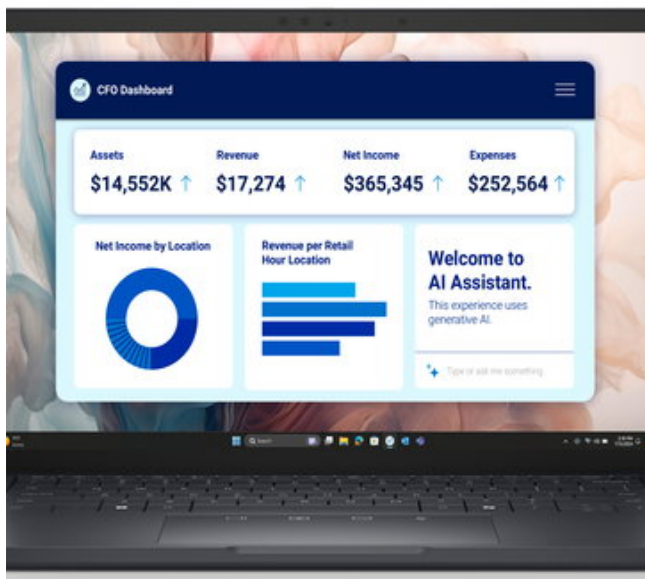 CFO Dashboard
Assets
Revenue
Net Income
Expenses
$14,552K ↑
$17,274 ↑
$365,345 ↑
$252,564 ↑
Net Income by Location
Revenue per Retail
Hour Location
Welcome to
AI Assistant.
This experience uses
generative AI.
Type or ask me something.
Search